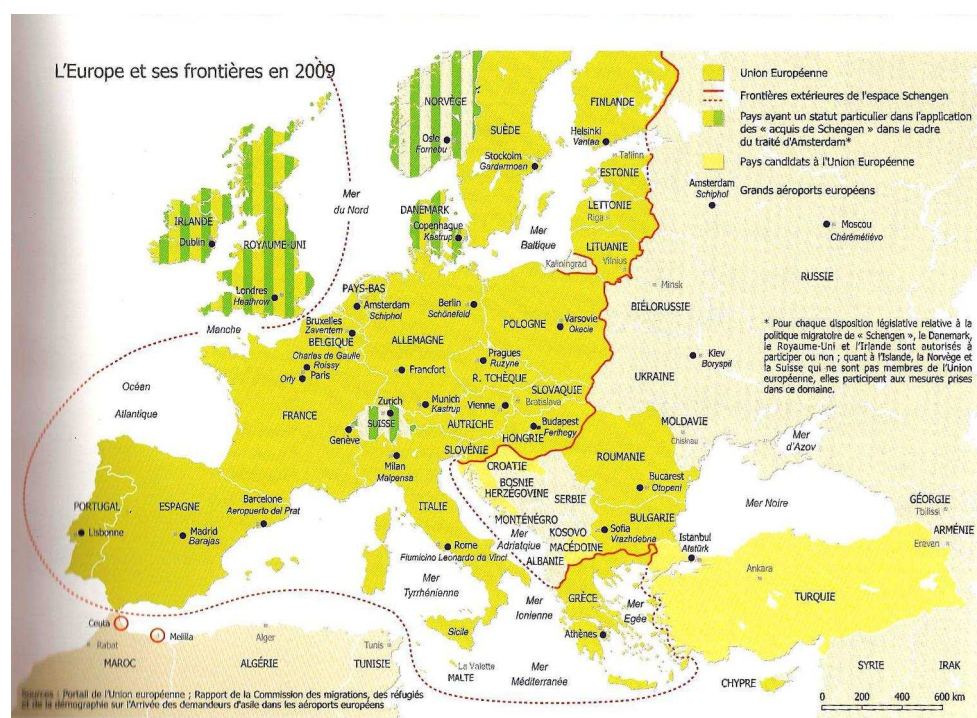 L'Europe et ses frontières en 2009
Union Européenne
Frontières extérieures de l'espace Schengen
Pays ayant un statut particulier dans l'application
des « acquis de Schengen » dans le cadre
du traité d'Amsterdam*
Pays candidats à l'Union Européenne
Amsterdam
Schiphol
Grands aéroports européens
NORVÈGE
Oslo
Fornebu
SUÈDE
Stockolm
Gardermoen
FINLANDE
Helsinki
Vantaa
Tallinn
ESTONIE
LETTONIE
Riga
LITUANIE
Vilnius
Kaliningrad
Mer
Baltique
Mer
du Nord
DANEMARK
Copenhague
Kastrup
IRLANDE
Dublin
ROYAUME-UNI
Londres
Heathrow
Manche
Océan
Atlantique
PAYS-BAS
Amsterdam
Schiphol
Bruxelles
Zaventem
BELGIQUE
Charles de Gaulle
Roissy
Orly
Paris
FRANCE
Berlin
Schönefeld
ALLEMAGNE
Francfort
Munich
Kastrup
Zurich
SUISSE
Genève
POLOGNE
Varsovie
Okecie
Pragues
Ruzyne
R. TCHÈQUE
SLOVAQUIE
Bratislava
Vienne
AUTRICHE
Budapest
Ferihegy
HONGRIE
SLOVÉNIE
Milan
Malpensa
ITALIE
Rome
Fiumicino Leonardo da Vinci
Moscou
Chérémétiévo
RUSSIE
Minsk
BIÉLORUSSIE
Kiev
Boryspil
UKRAINE
* Pour chaque disposition législative relative à la
politique migratoire de « Schengen », le Danemark,
le Royaume-Uni et l'Irlande sont autorisés à
participer ou non ; quant à l'Islande, la Norvège et
la Suisse qui ne sont pas membres de l'Union
européenne, elles participent aux mesures prises
dans ce domaine.
MOLDAVIE
Chisinau
Mer
d'Azov
ROUMANIE
Bucarest
Otopeni
CROATIE
BOSNIE
HERZÉGOVINE
SERBIE
MONTÉNÉGRO
KOSOVO
MACÉDOINE
ALBANIE
Mer
Adriatique
BULGARIE
Sofia
Vrazhdebna
Mer Noire
Istanbul
Atatürk
GÉORGIE
Tbilissi
ARMÉNIE
Erevan
Ankara
TURQUIE
PORTUGAL
Lisbonne
ESPAGNE
Madrid
Barajas
Barcelone
Aeropuerto del Prat
Mer
Tyrrhénienne
Mer
Ionienne
GRÈCE
Athènes
Mer
Egée
Sicile
La Valette
MALTE
Mer
Méditerranée
CHYPRE
SYRIE
IRAK
Ceuta
Melilla
Rabat
MAROC
Alger
ALGÉRIE
Tunis
TUNISIE
0 200 400 600 km
Sources : Portail de l'Union européenne ; Rapport de la Commission des migrations, des réfugiés
et de la démographie sur l'Arrivée des demandeurs d'asile dans les aéroports européens